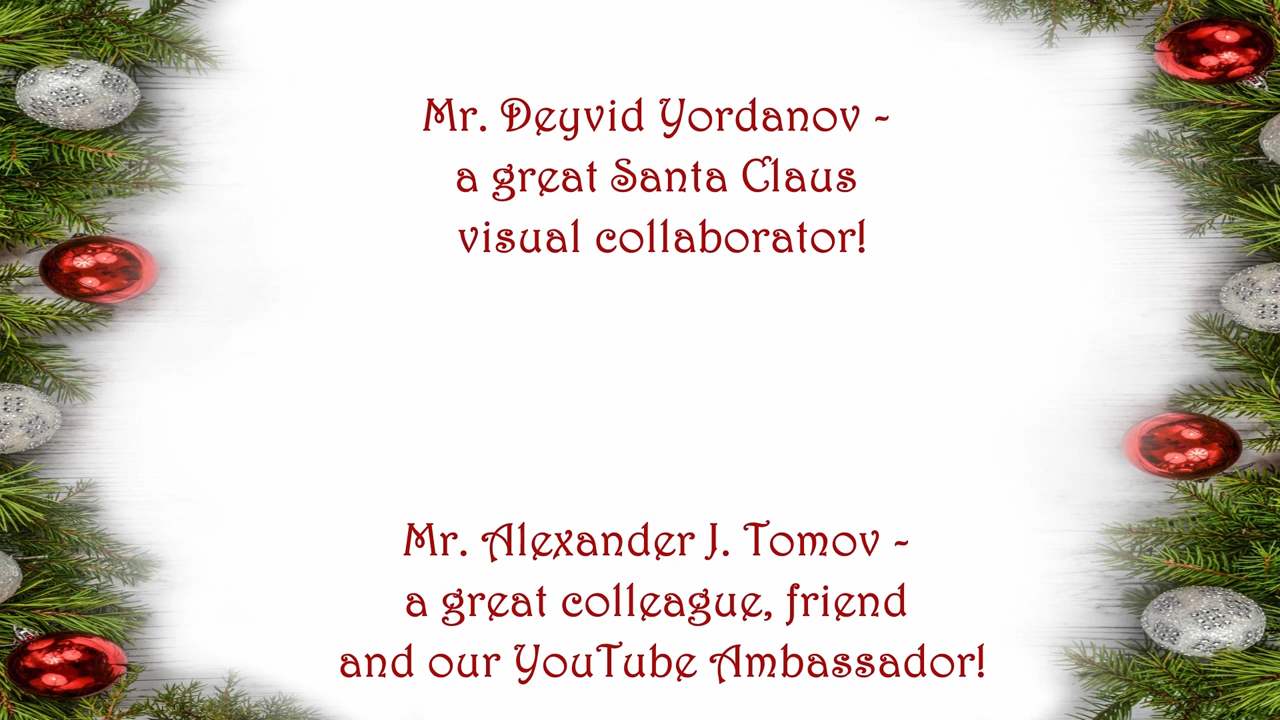 Mr. Deyvid Yordanov -
a great Santa Claus
visual collaborator!
Mr. Alexander J. Tomov -
a great colleague, friend
and our YouTube Ambassador!